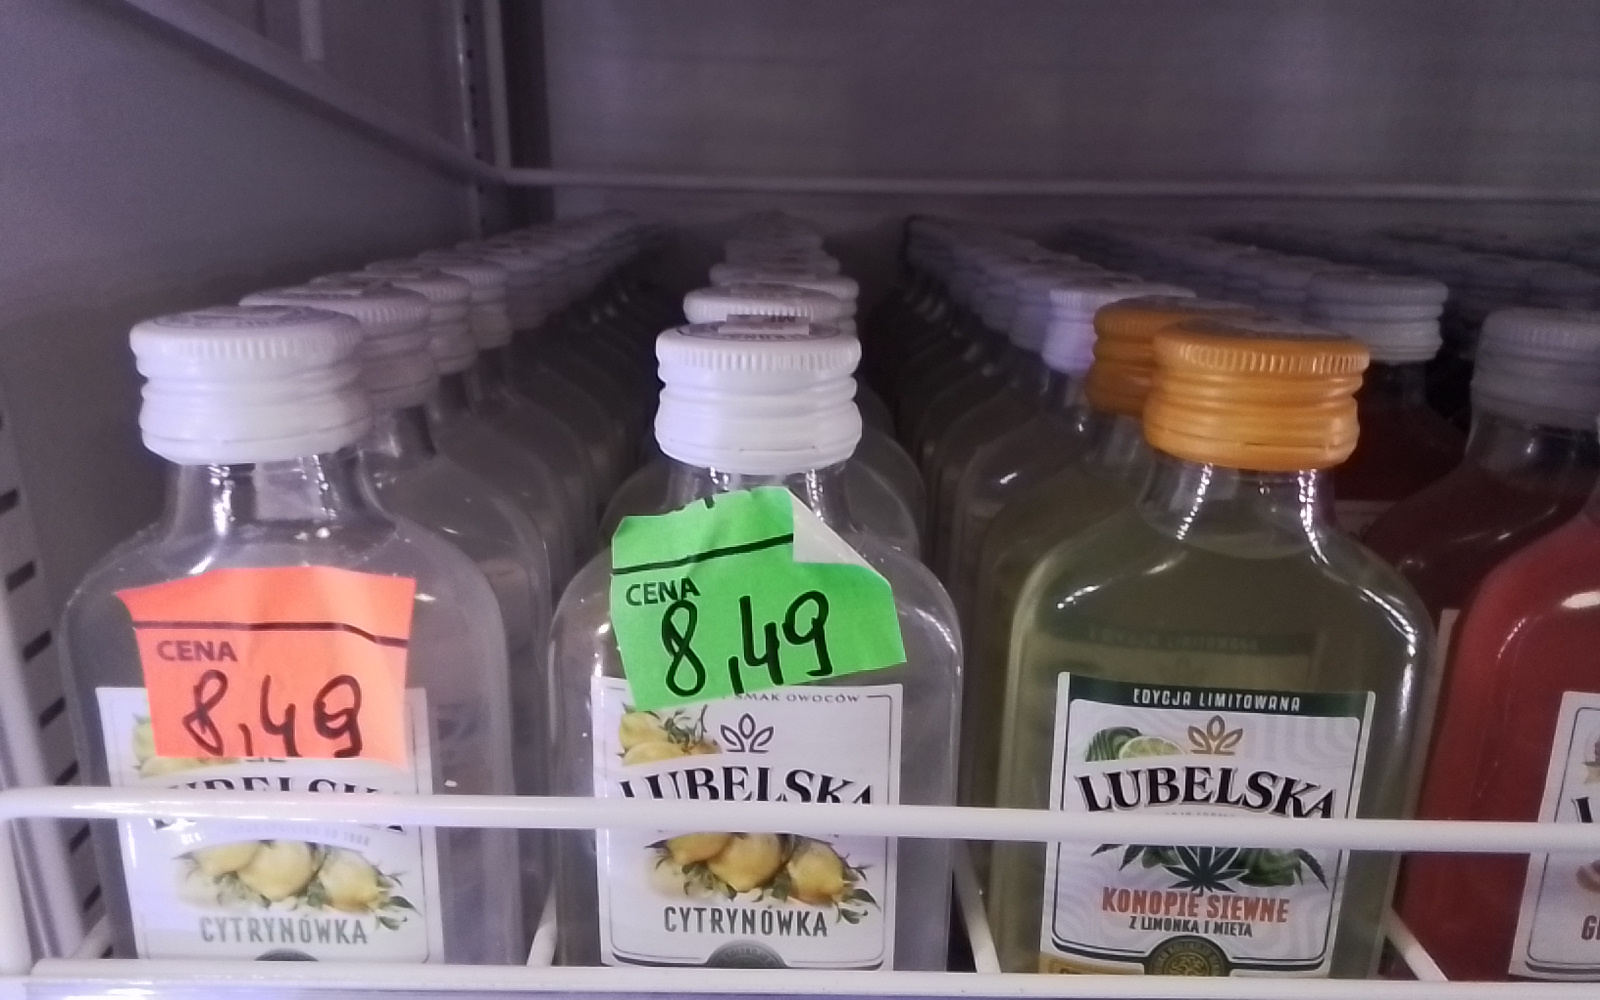 CENA
8,49
LUBELSKA
CYTRYNÓWKA
CENA
8,49
SMAK OWOCÓW
LUBELSKA
CYTRYNÓWKA
EDYCJA LIMITOWANA
LUBELSKA
KONOPIE SIEWNE
Z LIMONKĄ I MIĘTĄ